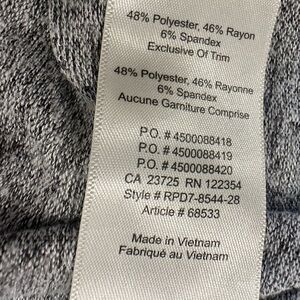 48% Polyester, 46% Rayon
6% Spandex
Exclusive Of Trim
48% Polyester, 46% Rayonne
6% Spandex
Aucune Garniture Comprise
P.O. # 4500088418
P.O. # 4500088419
P.O. # 4500088420
CA 23725 RN 122354
Style # RPD7-8544-28
Article # 68533
Made in Vietnam
Fabriqué au Vietnam